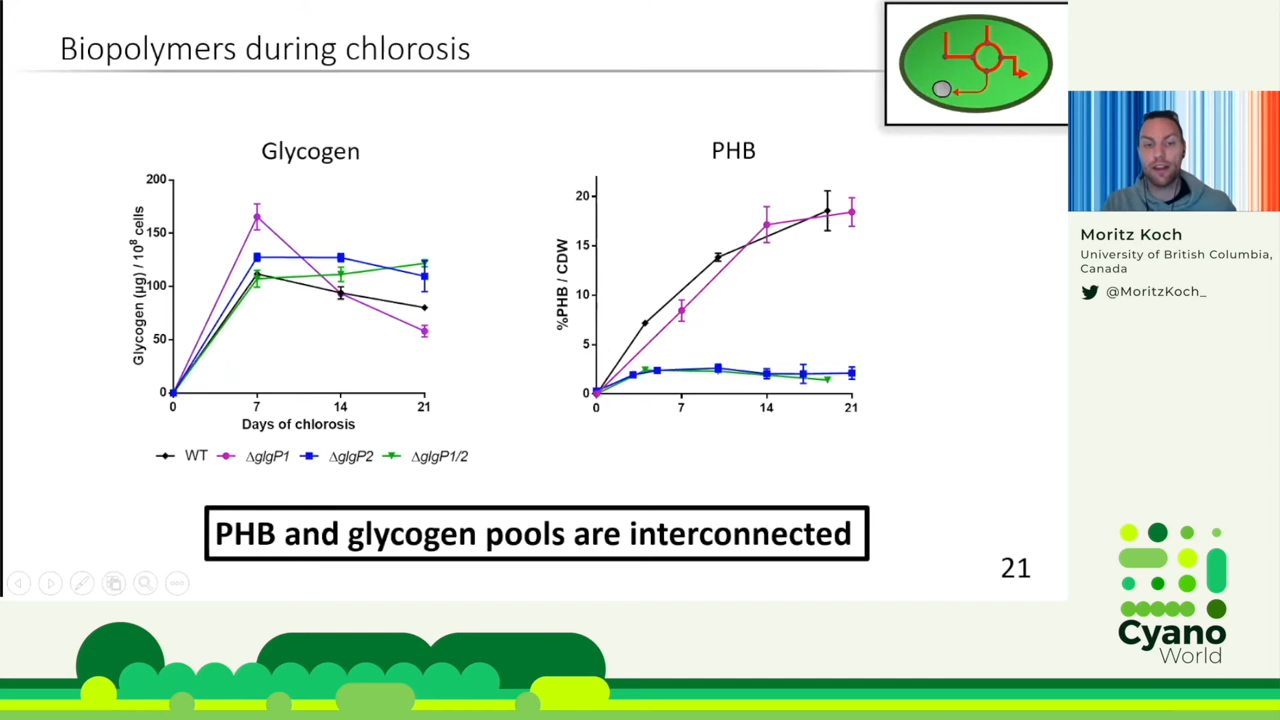 Biopolymers during chlorosis
Glycogen
PHB
200
150
100
50
0
Glycogen (µg) / 10⁸ cells
0 7 14 21
Days of chlorosis
20
15
10
5
0
%PHB / CDW
0 7 14 21
WT ΔglgP1 ΔglgP2 ΔglgP1/2
PHB and glycogen pools are interconnected
21
Moritz Koch
University of British Columbia,
Canada
@MoritzKoch_
Cyano
World